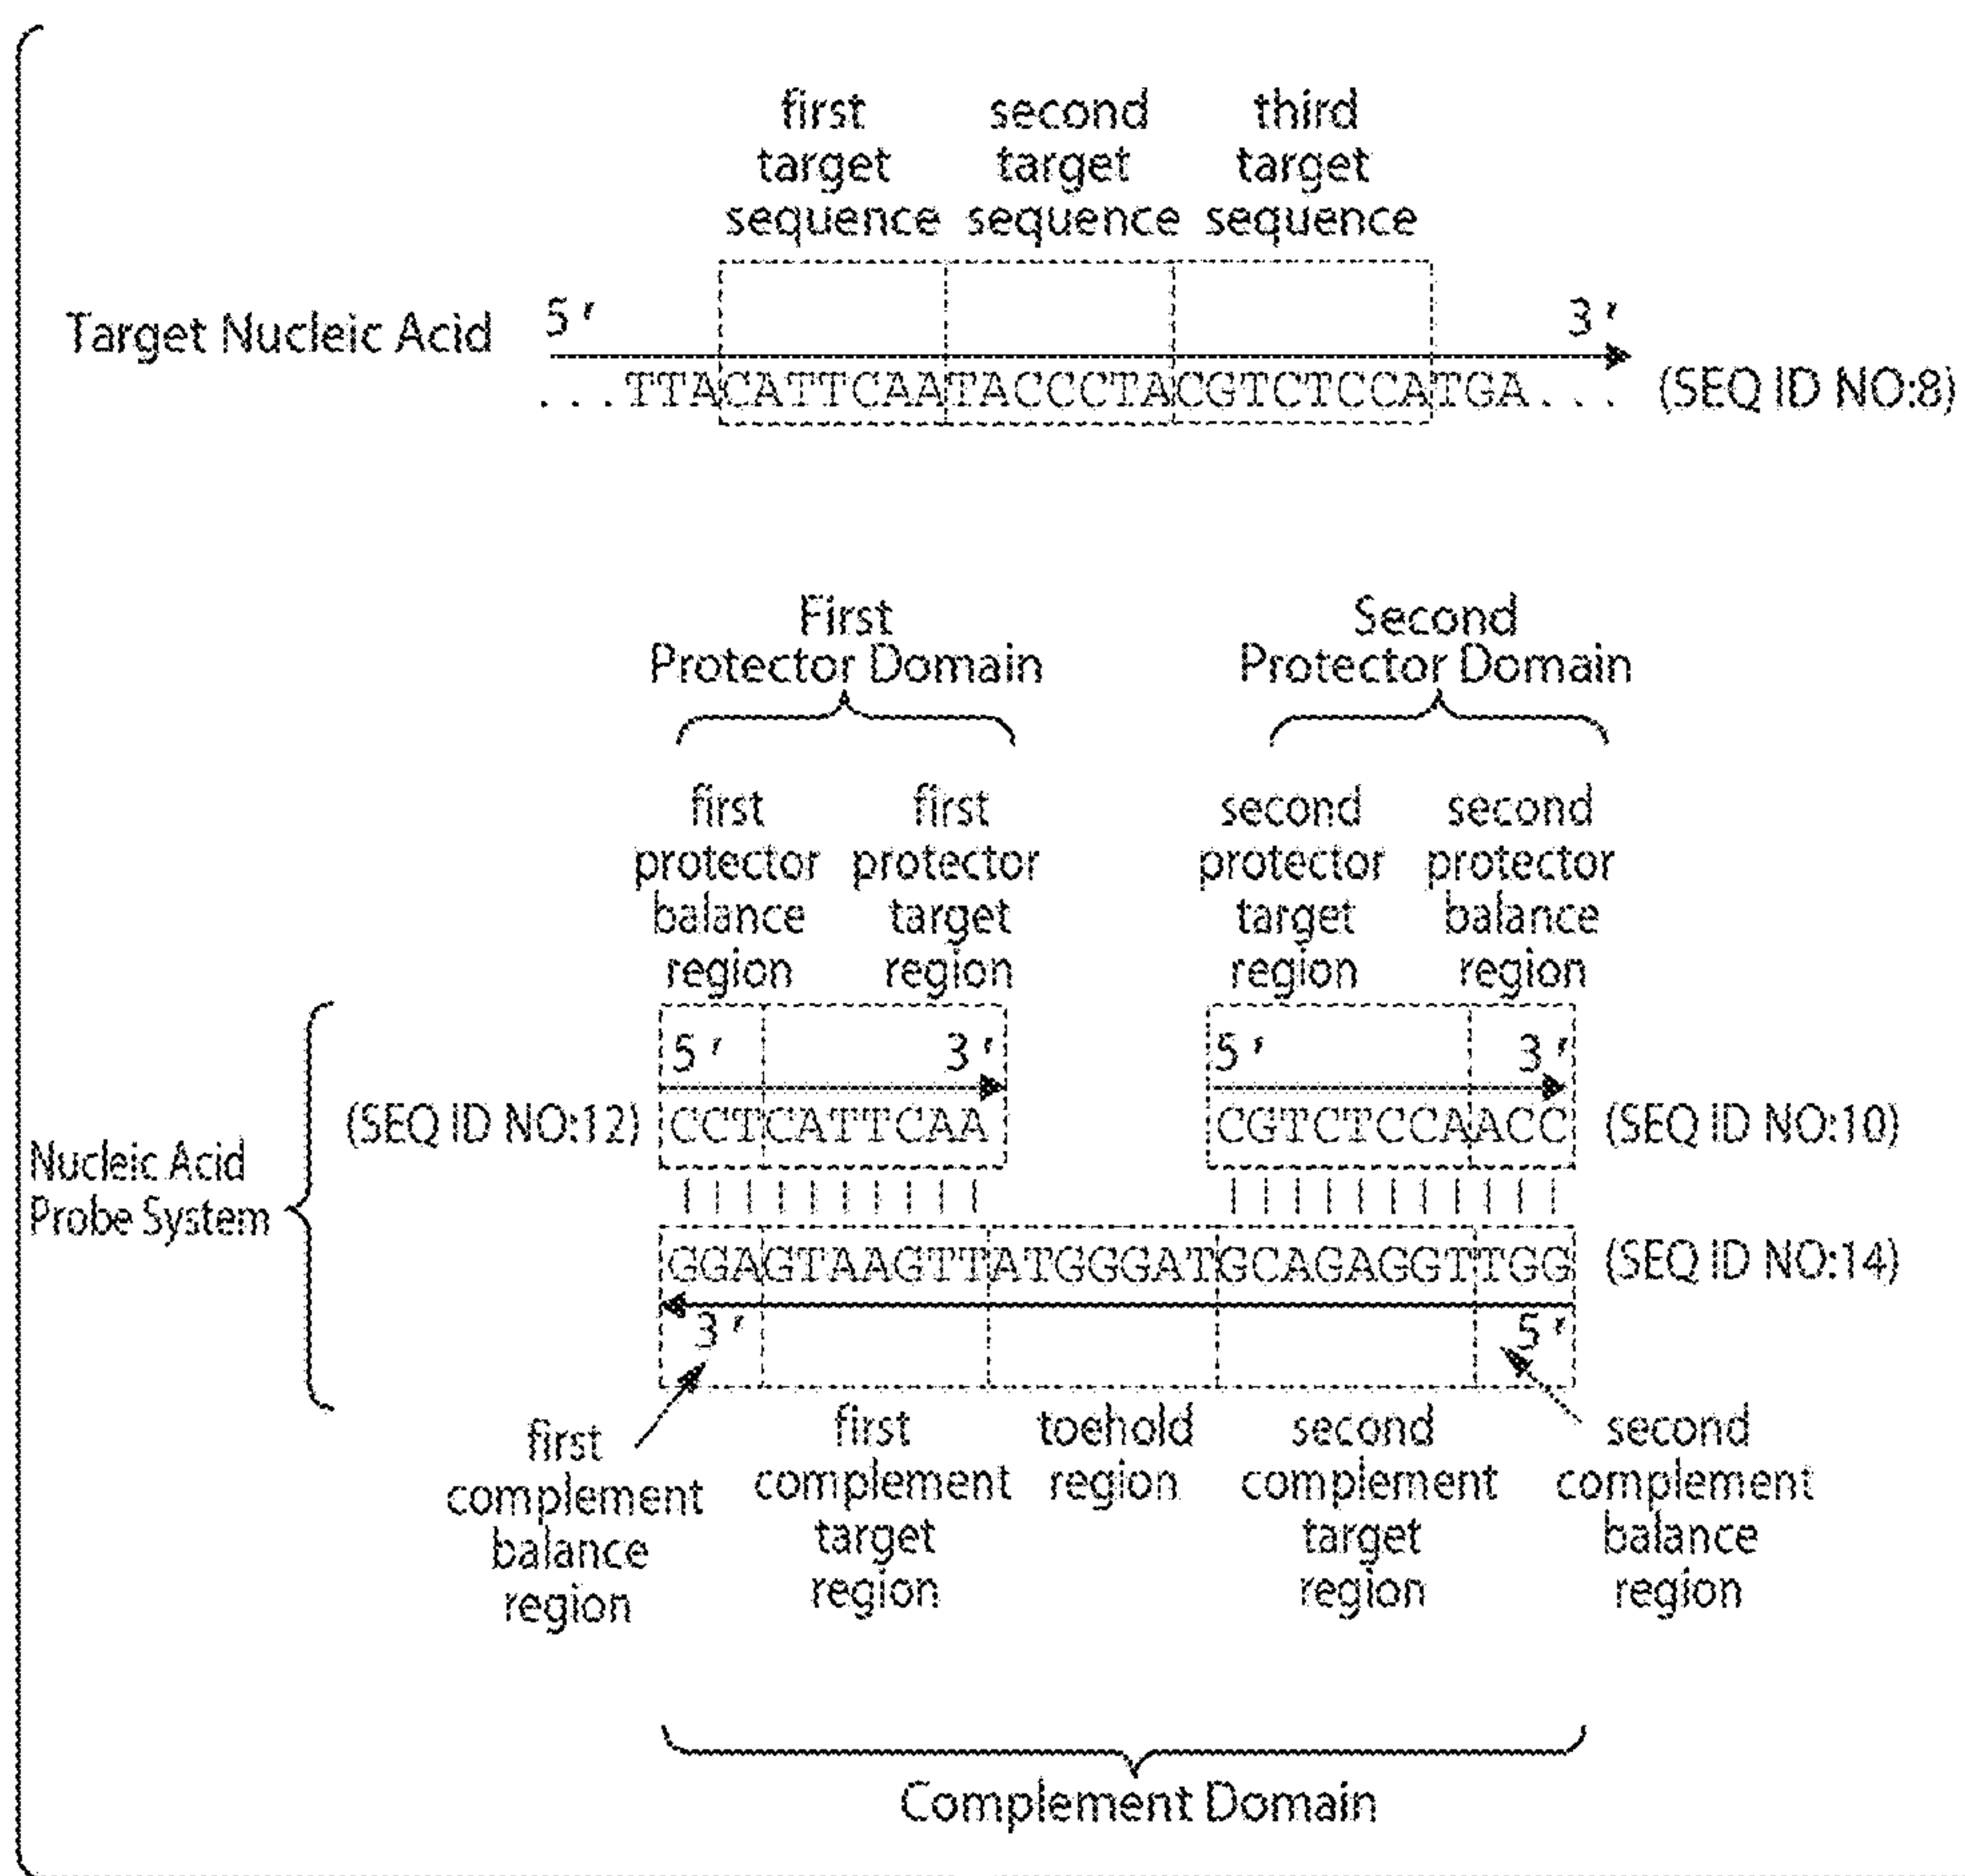 first second third
target target target
sequence sequence sequence
Target Nucleic Acid 5' 3'
...TTACATTCAATACCCTACGTCTCCATGA... (SEQ ID NO:8)
First Second
Protector Domain Protector Domain
first first second second
protector protector protector protector
balance target target balance
region region region region
5' 3' 5' 3'
(SEQ ID NO:12) CCTCATTCAA CGTCTCCAACC (SEQ ID NO:10)
Nucleic Acid
Probe System
GGAGTAAGTTATGGGATGCAGAGGTTGG (SEQ ID NO:14)
3' 5'
first first toehold second second
complement complement region complement complement
balance target target balance
region region region region
Complement Domain